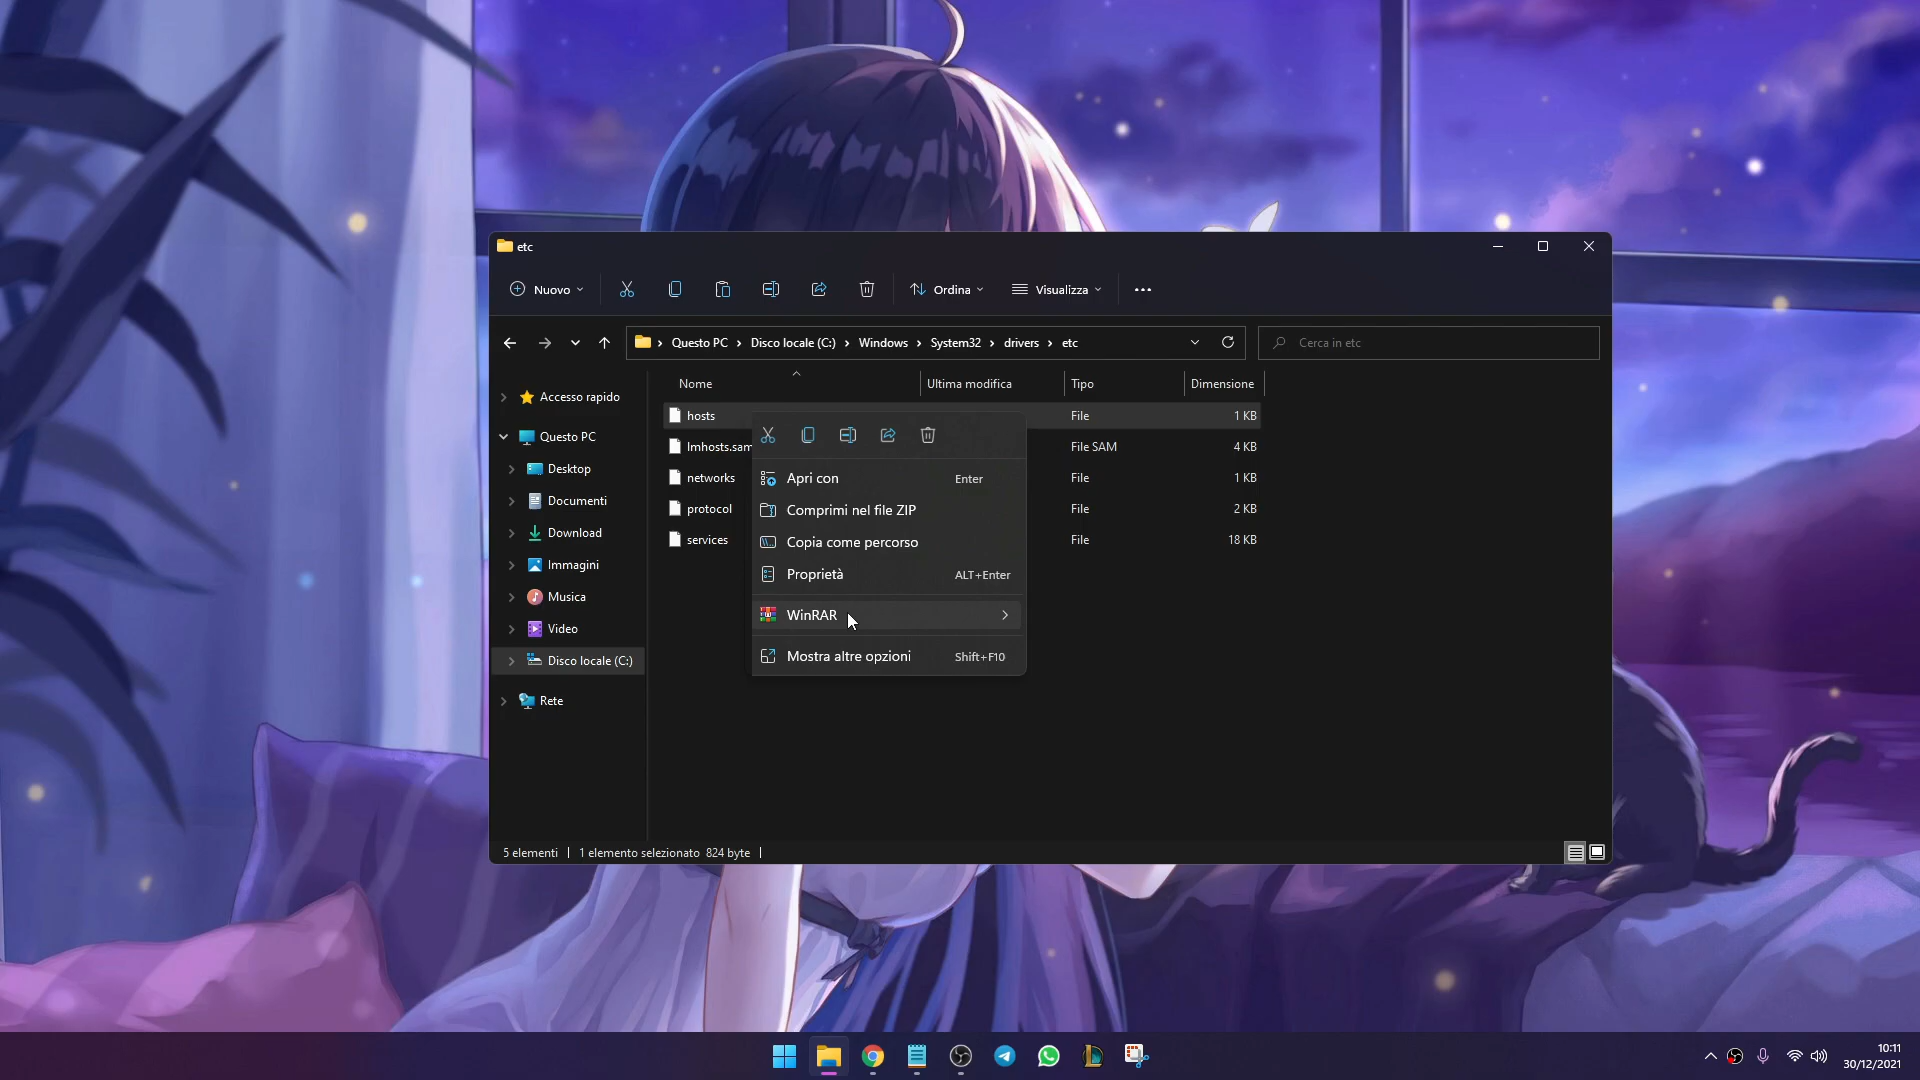 etc
Nuovo
Ordina
Visualizza
Questo PC > Disco locale (C:) > Windows > System32 > drivers > etc
Cerca in etc
Nome Ultima modifica Tipo Dimensione
Accesso rapido
Questo PC
Desktop
Documenti
Download
Immagini
Musica
Video
Disco locale (C:)
Rete
hosts File 1 KB
lmhosts.sam File SAM 4 KB
networks File 1 KB
protocol File 2 KB
services File 18 KB
Apri con Enter
Comprimi nel file ZIP
Copia come percorso
Proprietà ALT+Enter
WinRAR
Mostra altre opzioni Shift+F10
5 elementi | 1 elemento selezionato 824 byte |
10:11
30/12/2021